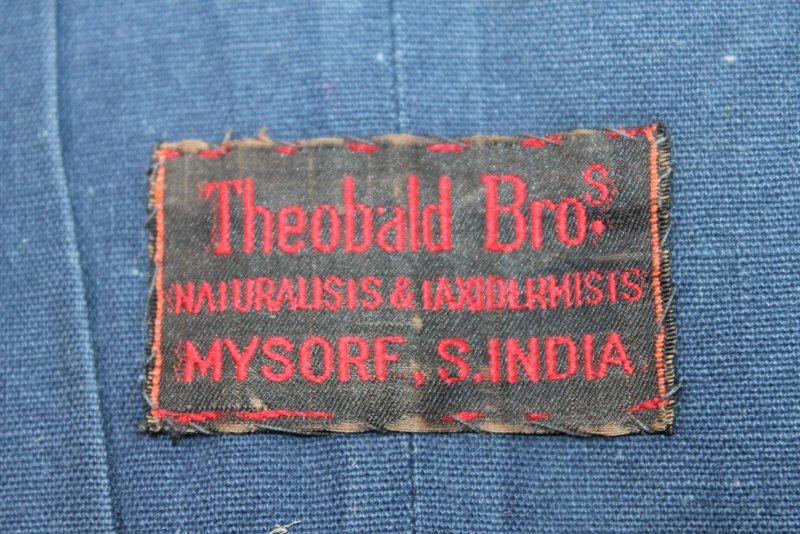 Theobald Bros.
NATURALISTS & TAXIDERMISTS
MYSORE, S. INDIA